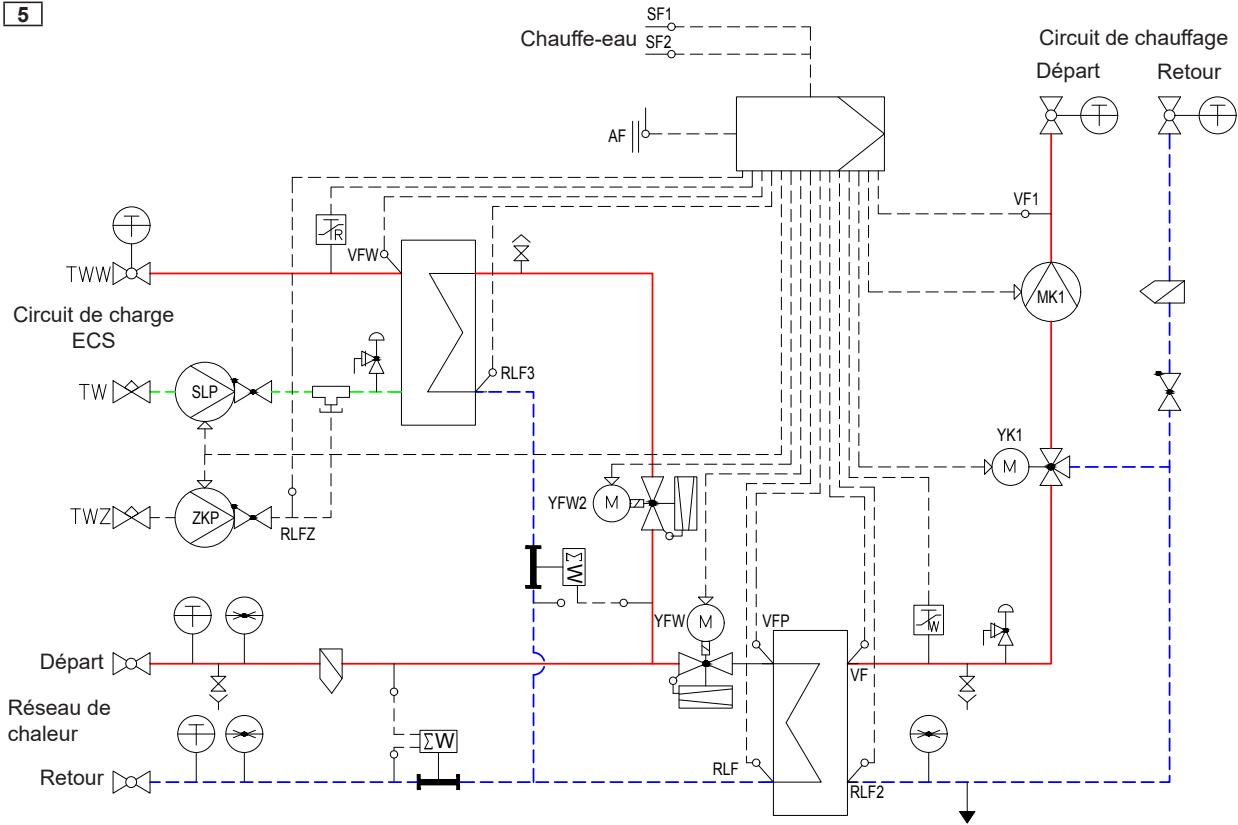 5
SF1
Chauffe-eau
SF2
Circuit de chauffage
Départ
Retour
T
T
AF
VF1
T
R
VFW
TWW
MK1
Circuit de charge
ECS
RLF3
TW
SLP
YK1
M
TWZ
ZKP
RLFZ
YFW2
M
ΣW
YFW
M
VFP
W
T
Départ
VF
Réseau de
chaleur
T
ΣW
Retour
RLF
RLF2